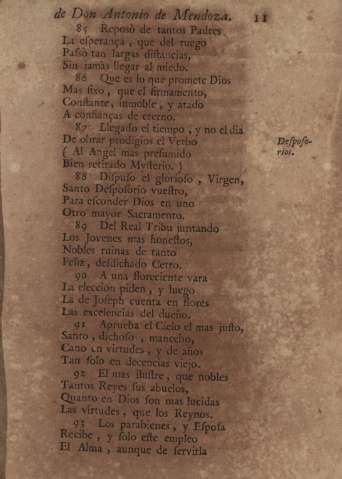 de Don Antonio de Mendoza. 11
85 Reposò de tantos Padres
La esperança, que del ruego
Passò tan largas distancias,
Sin jamàs llegar al miedo.
86 Que es lo que promete Dios
Mas fixo, que el firmamento,
Constante, inmoble, y atado
A confianças de eterno.
87 Llegado el tiempo, y no el dia
De obrar prodigios el Verbo
( Al Angel mas presumido
Bien retirado Mysterio. )
Desposo-
rios.
88 Dispuso el glorioso, Virgen,
Santo Desposorio vuestro,
Para esconder Dios en uno
Otro mayor Sacramento.
89 Del Real Tribu juntando
Los Jovenes mas honestos,
Nobles ruinas de tanto
Feliz, desdichado Cetro.
90 A una floreciente vara
La eleccion piden, y luego
La de Joseph cuenta en flores
Las excelencias del dueño.
91 Aprueba el Cielo el mas justo,
Santo, dichoso, mancebo,
Cano en virtudes, y de años
Tan solo en decencias viejo.
92 El mas ilustre, que nobles
Tantos Reyes sus abuelos,
Quanto en Dios son mas lucidas
Las virtudes, que los Reynos.
93 Los parabienes, y Esposa
Recibe, y solo este empleo
El Alma, aunque de servirla